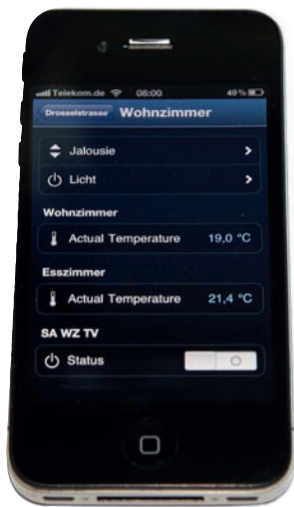 Telekom.de 08:00 49 %
Drosselstrasse Wohnzimmer
Jalousie
Licht
Wohnzimmer
Actual Temperature 19,0 °C
Esszimmer
Actual Temperature 21,4 °C
SA WZ TV
Status